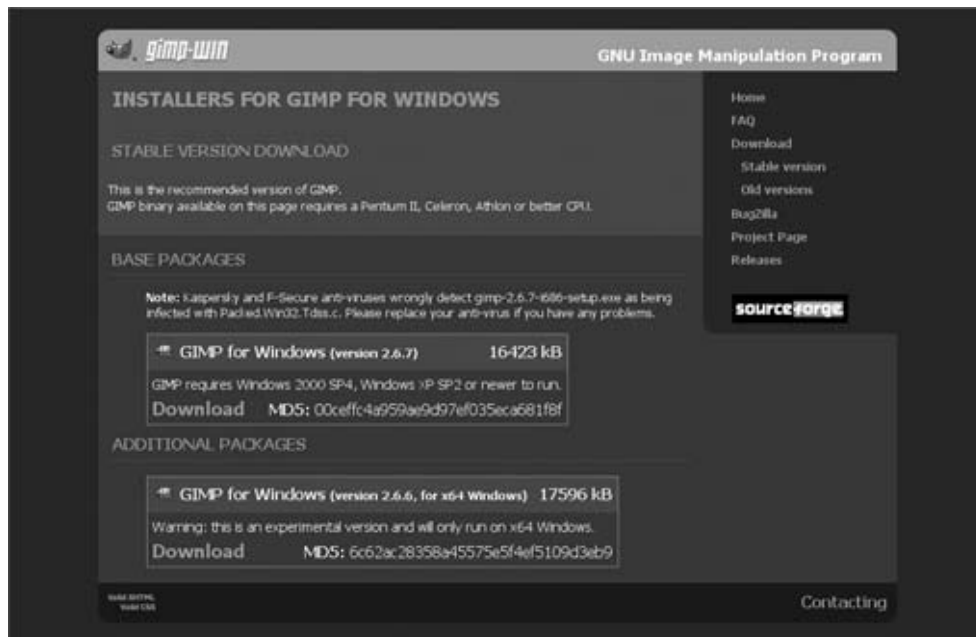 gimp-win
GNU Image Manipulation Program
INSTALLERS FOR GIMP FOR WINDOWS
STABLE VERSION DOWNLOAD
This is the recommended version of GIMP.
GIMP binary available on this page requires a Pentium II, Celeron, Athlon or better CPU.
BASE PACKAGES
Note: Kaspersky and F-Secure anti-viruses wrongly detect gimp-2.6.7-i686-setup.exe as being
infected with Packed.Win32.Tdss.c. Please replace your anti-virus if you have any problems.
GIMP for Windows (version 2.6.7) 16423 kB
GIMP requires Windows 2000 SP4, Windows XP SP2 or newer to run.
Download MD5: 00ceffc4a959ae9d97ef035eca681f8f
ADDITIONAL PACKAGES
GIMP for Windows (version 2.6.6, for x64 Windows) 17596 kB
Warning: this is an experimental version and will only run on x64 Windows.
Download MD5: 6c62ac28358a45575e5f4ef5109d3eb9
Home
FAQ
Download
Stable version
Old versions
BugZilla
Project Page
Releases
sourceforge
Valid XHTML
Valid CSS
Contacting